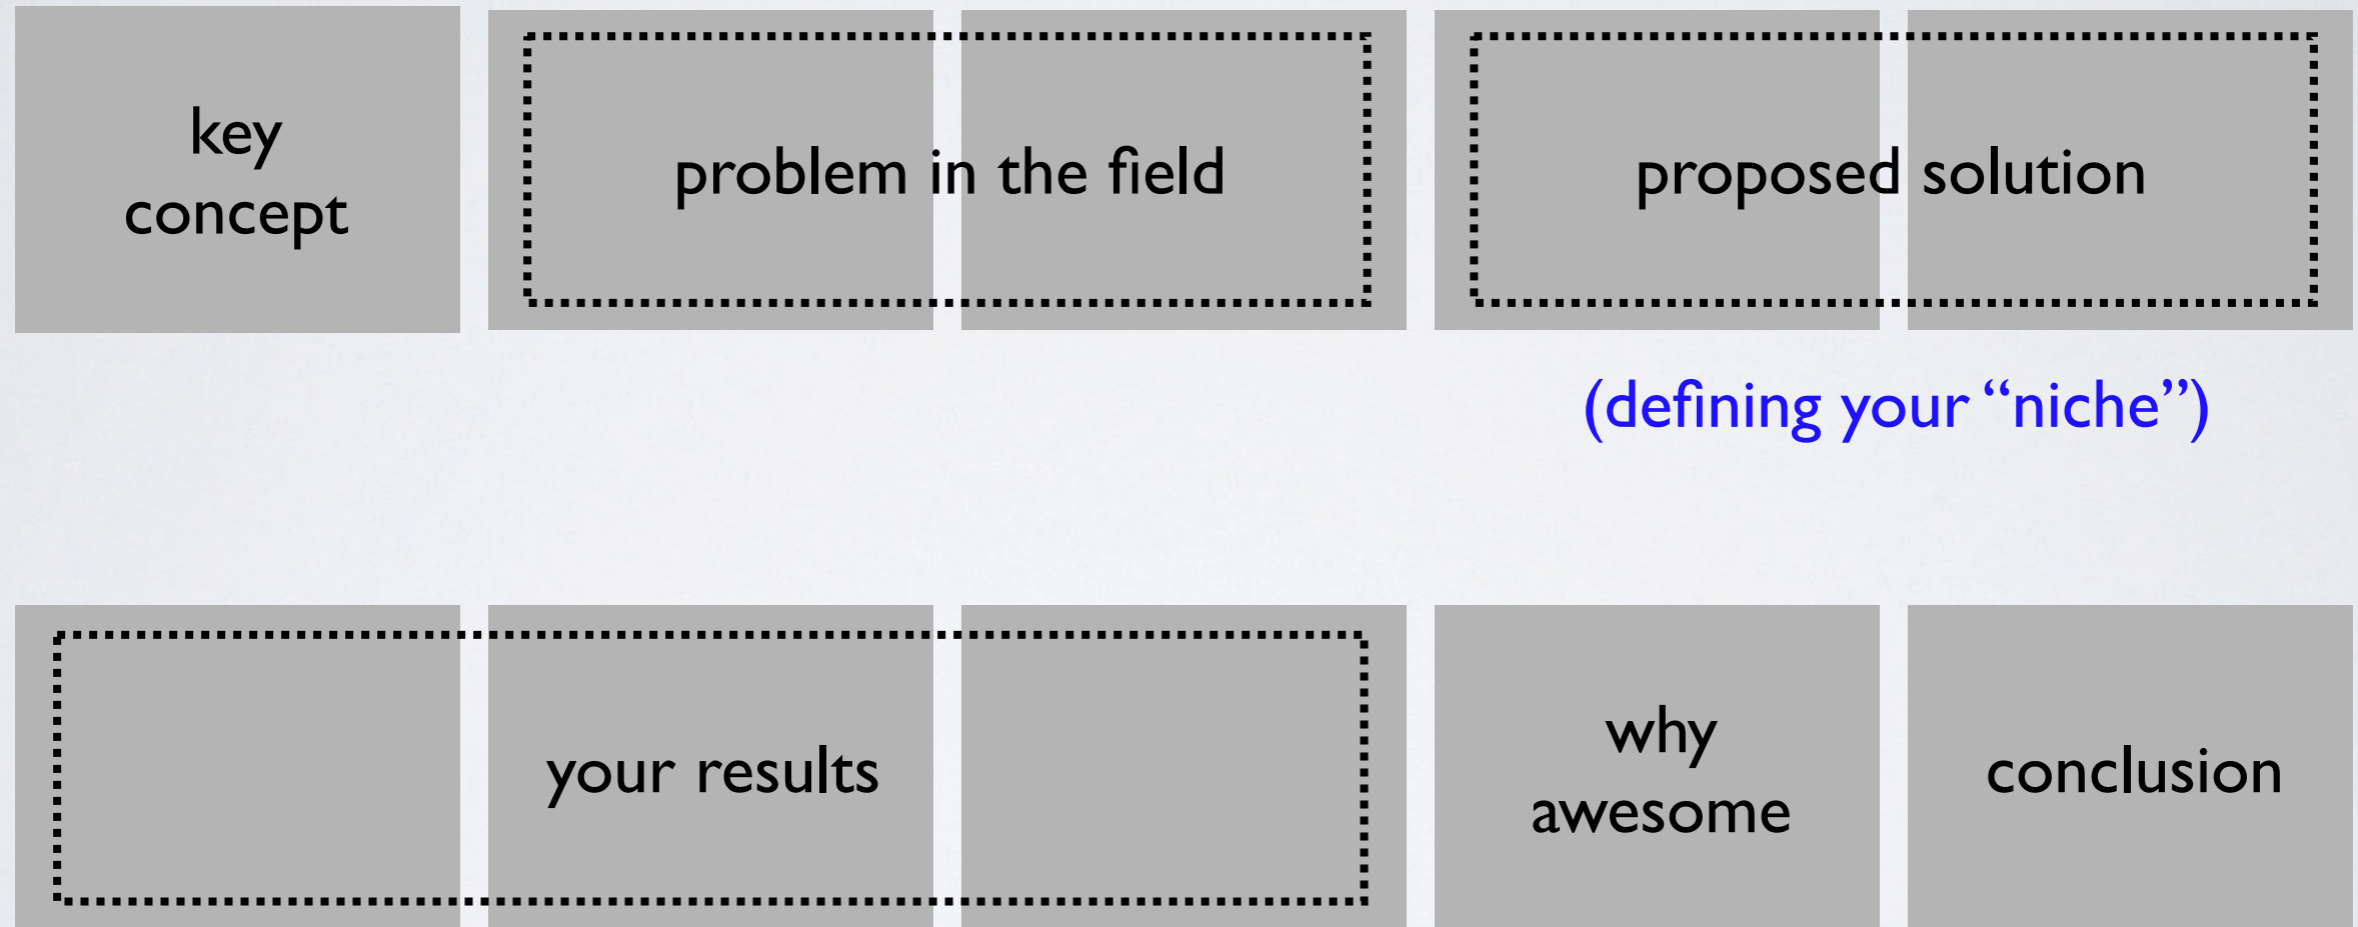 key
concept
problem in the field
proposed solution
(defining your “niche”)
your results
why
awesome
conclusion